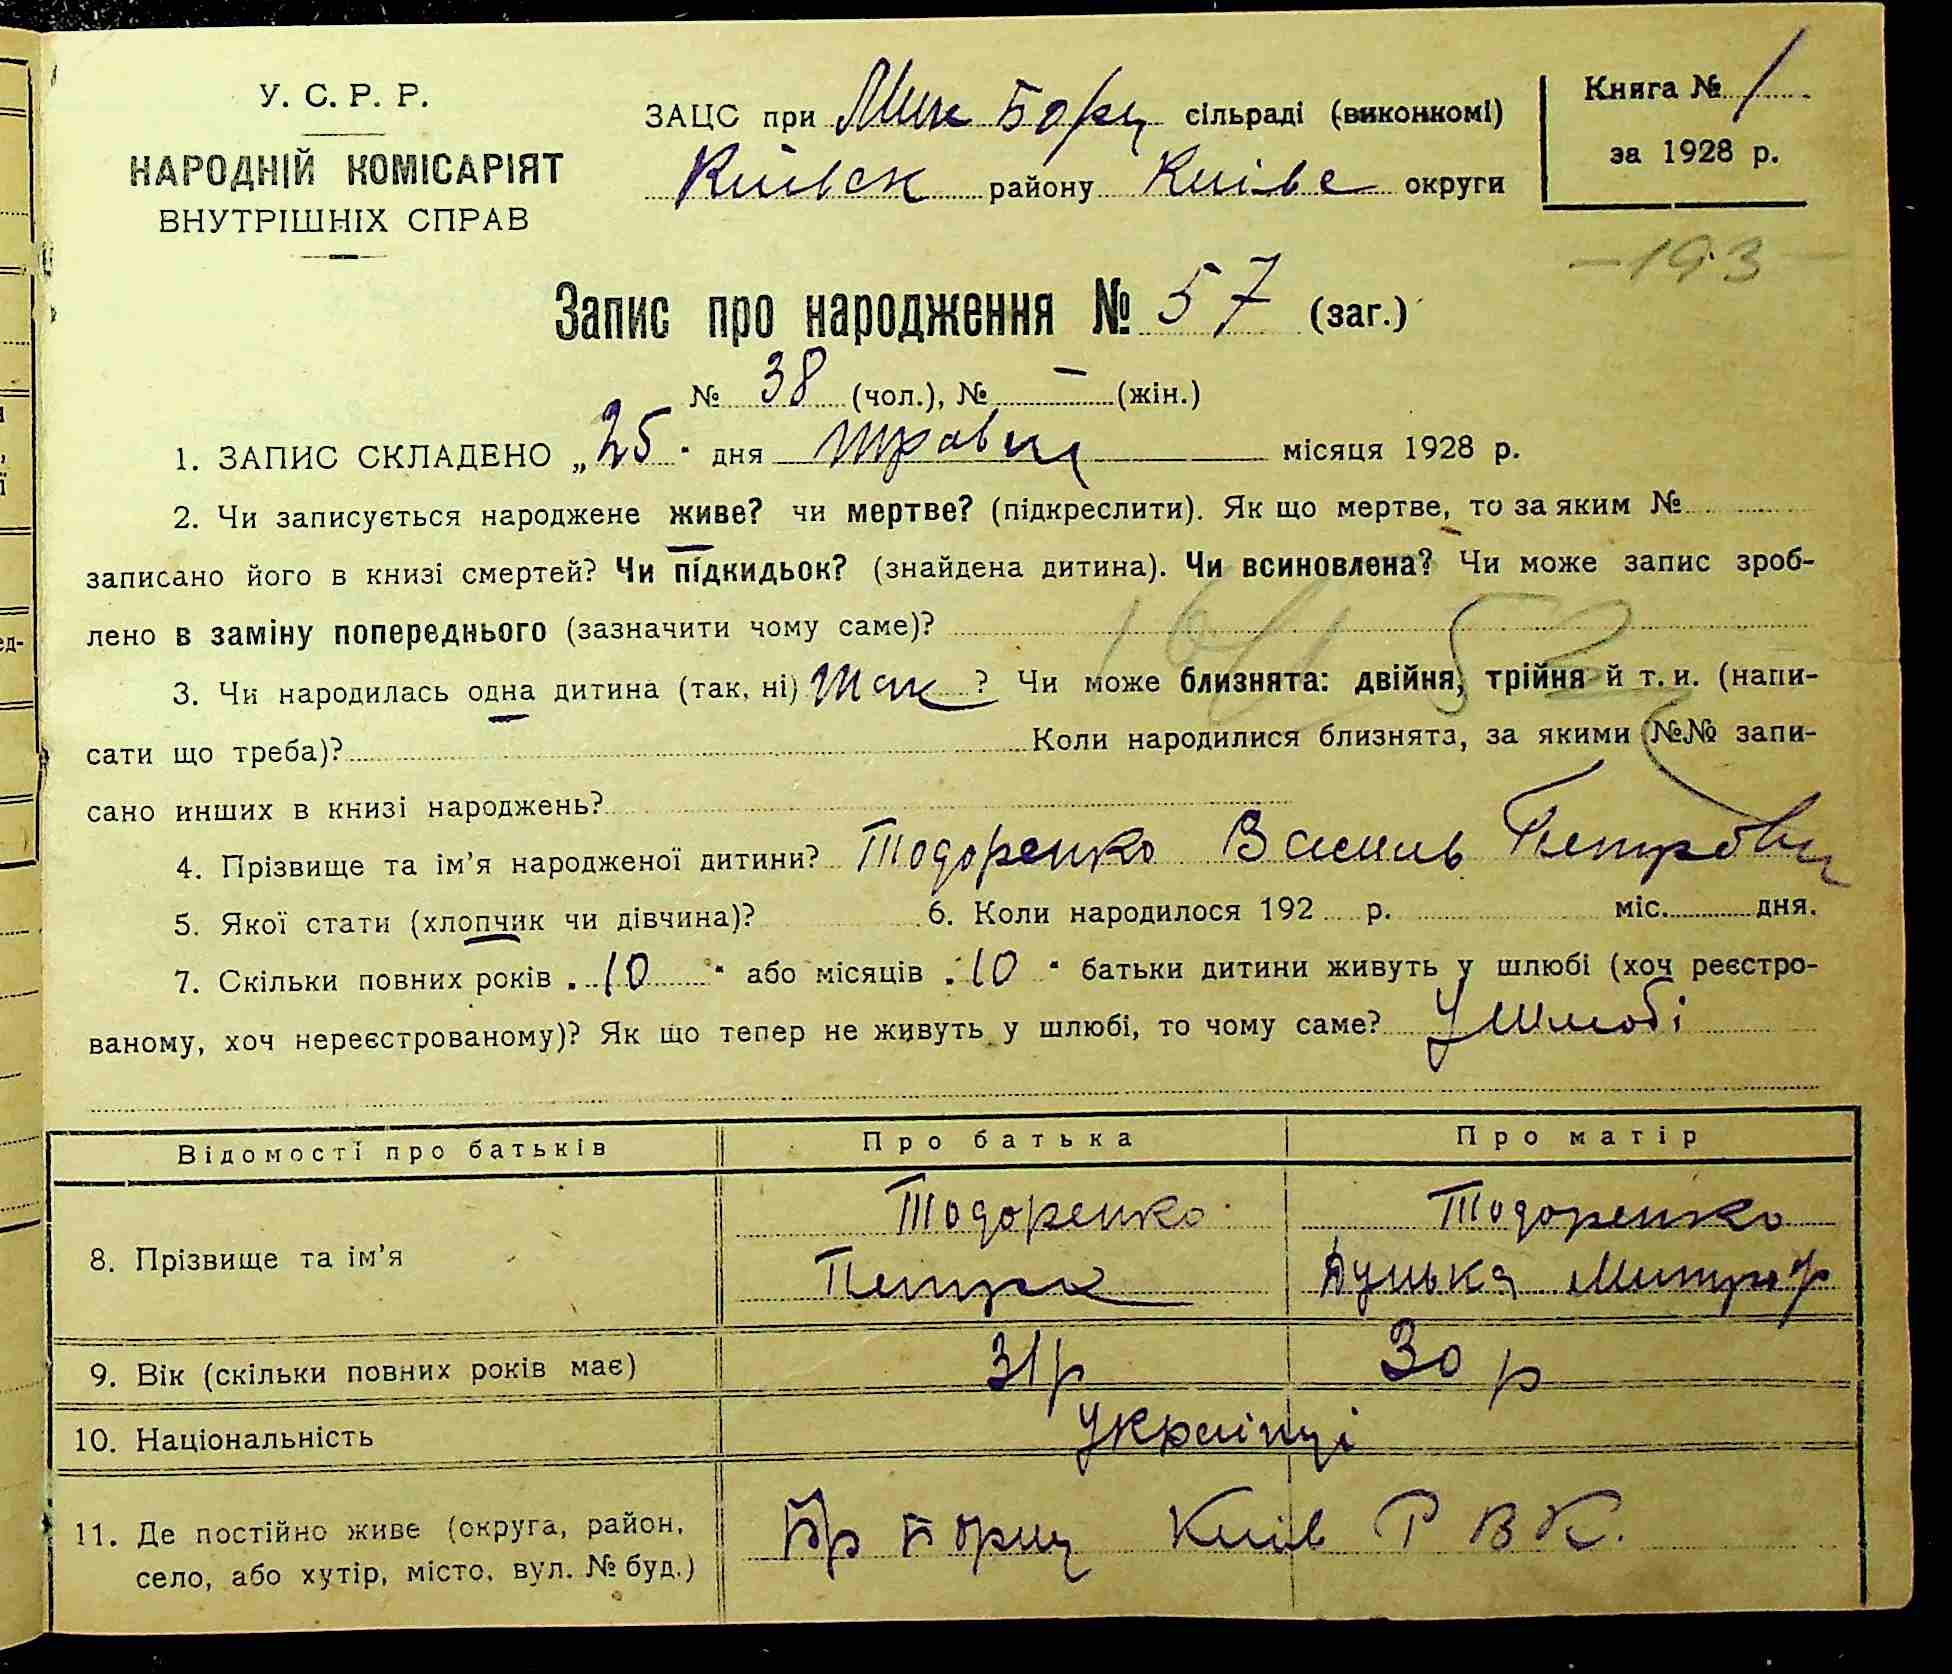 У. С. Р. Р.
НАРОДНІЙ КОМІСАРІЯТ
ВНУТРІШНІХ СПРАВ
ЗАЦС при Мик Борщ сільраді (виконкомі)
Київск району Київс округи
Книга № 1
за 1928 р.
-193-
Запис про народження № 57 (заг.)
№ 38 (чол.), № — (жін.)
1. ЗАПИС СКЛАДЕНО „25" дня травця місяця 1928 р.
2. Чи записується народжене живе? чи мертве? (підкреслити). Як що мертве, то за яким №
записано його в книзі смертей? Чи підкидьок? (знайдена дитина). Чи всиновлена? Чи може запис зроб-
лено в заміну попереднього (зазначити чому саме)?
3. Чи народилась одна дитина (так, ні) так ? Чи може близнята: двійня, трійня й т. и. (напи-
сати що треба)? Коли народилися близнята, за якими №№ запи-
сано инших в книзі народжень?
4. Прізвище та ім'я народженої дитини? Тодоренко Василь Петрович
5. Якої стати (хлопчик чи дівчина)? 6. Коли народилося 192 р. міс. дня.
7. Скільки повних років „10" або місяців „10" батьки дитини живуть у шлюбі (хоч реєстро-
ваному, хоч нереєстрованому)? Як що тепер не живуть у шлюбі, то чому саме? У шлюбі
Відомості про батьків Про батька Про матір
8. Прізвище та ім'я Тодоренко Тодоренко
Петра Дунька Митроф
9. Вік (скільки повних років має) 31р 30 р
10. Національність Українці
11. Де постійно живе (округа, район, село, або хутір, місто, вул. № буд.) Борщ Київ Р В К.